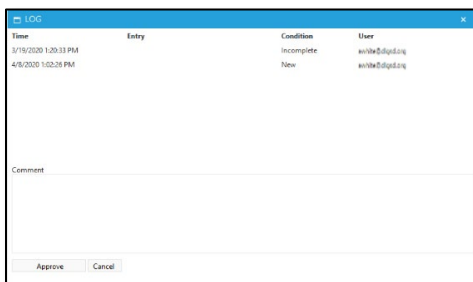 LOG ×
Time Entry Condition User
3/19/2020 1:20:33 PM Incomplete
4/8/2020 1:02:26 PM New
Comment
Approve Cancel